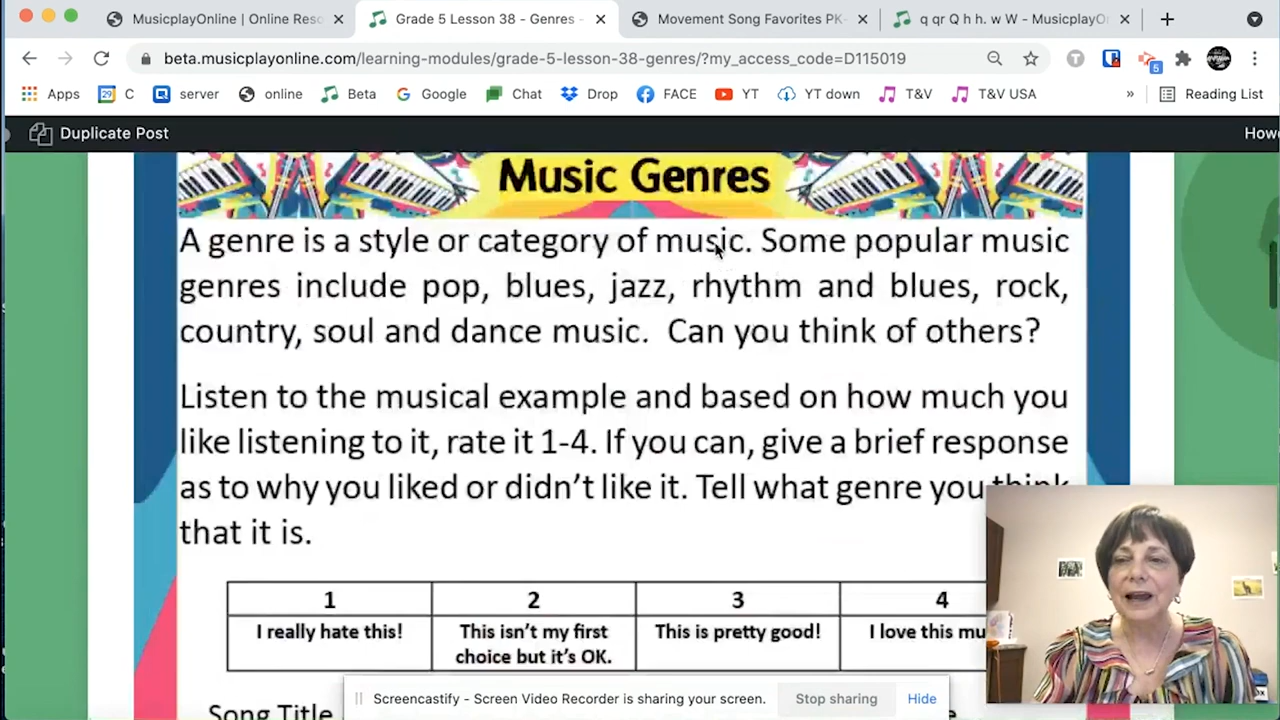 MusicplayOnline | Online Reso
Grade 5 Lesson 38 - Genres -
Movement Song Favorites PK-
q qr Q h h. w W - MusicplayOn
beta.musicplayonline.com/learning-modules/grade-5-lesson-38-genres/?my_access_code=D115019
T
5
Apps
29 C
server
online
Beta
Google
Chat
Drop
FACE
YT
YT down
T&V
T&V USA
»
Reading List
Duplicate Post
How
Music Genres
A genre is a style or category of music. Some popular music
genres include pop, blues, jazz, rhythm and blues, rock,
country, soul and dance music. Can you think of others?
Listen to the musical example and based on how much you
like listening to it, rate it 1-4. If you can, give a brief response
as to why you liked or didn't like it. Tell what genre you think
that it is.
1 2 3 4
I really hate this! This isn't my first This is pretty good! I love this mu
choice but it's OK.
Screencastify - Screen Video Recorder is sharing your screen.
Stop sharing
Hide
Song Title